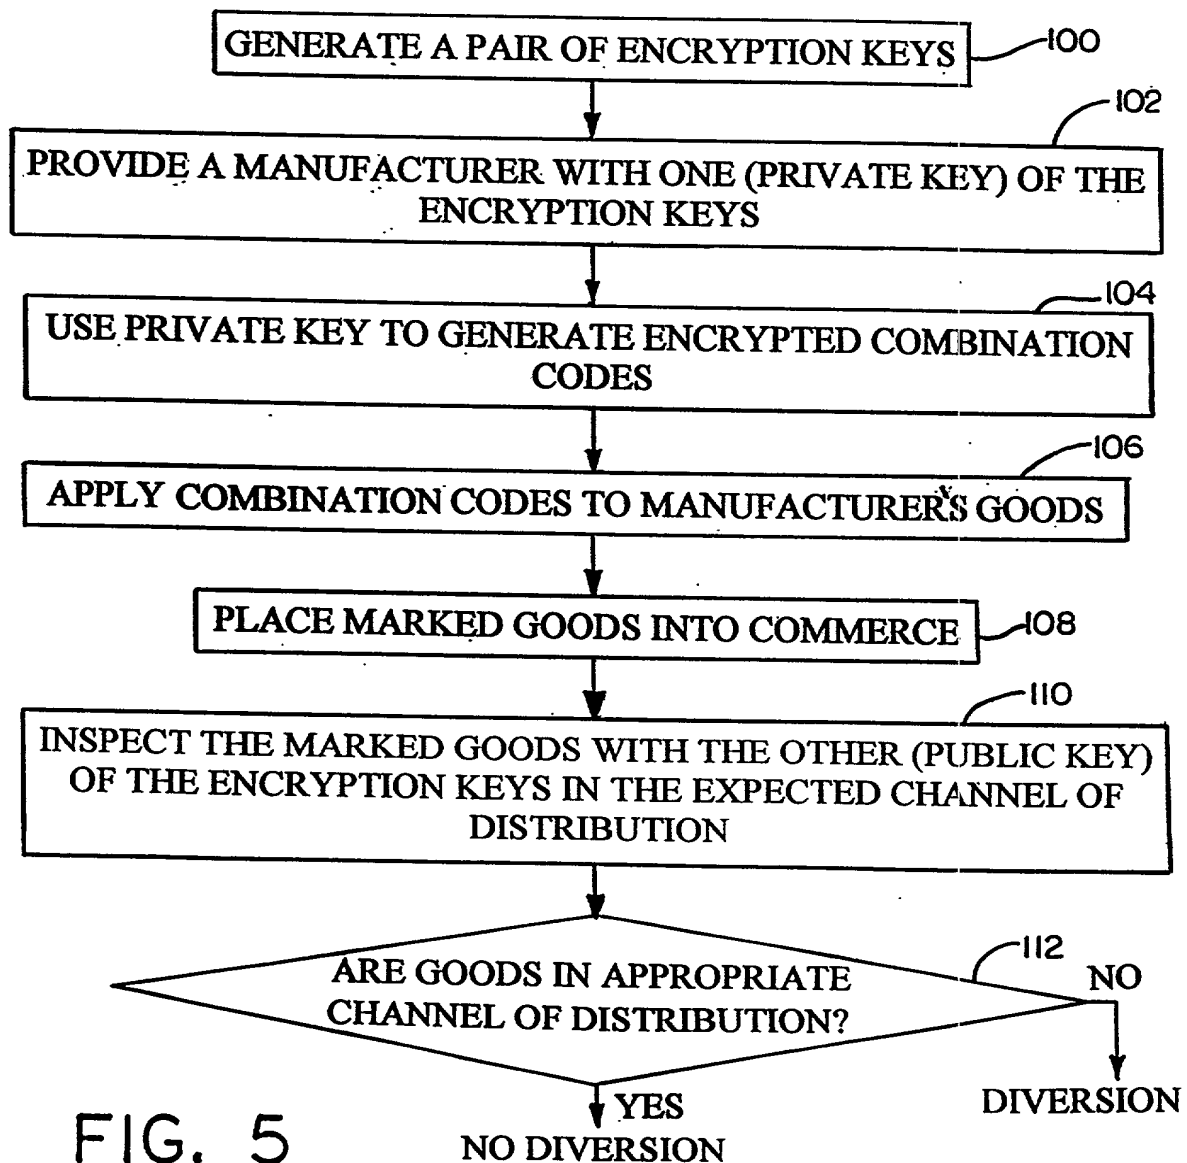 GENERATE A PAIR OF ENCRYPTION KEYS
100
102
PROVIDE A MANUFACTURER WITH ONE (PRIVATE KEY) OF THE
ENCRYPTION KEYS
104
USE PRIVATE KEY TO GENERATE ENCRYPTED COMBINATION
CODES
106
APPLY COMBINATION CODES TO MANUFACTURER'S GOODS
PLACE MARKED GOODS INTO COMMERCE
108
110
INSPECT THE MARKED GOODS WITH THE OTHER (PUBLIC KEY)
OF THE ENCRYPTION KEYS IN THE EXPECTED CHANNEL OF
DISTRIBUTION
112
ARE GOODS IN APPROPRIATE
CHANNEL OF DISTRIBUTION?
NO
DIVERSION
YES
NO DIVERSION
FIG. 5